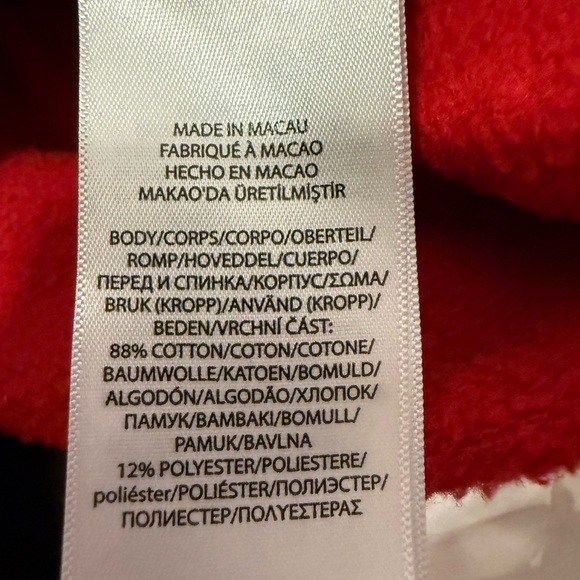 MADE IN MACAU
FABRIQUÉ À MACAO
HECHO EN MACAO
MAKAO'DA ÜRETİLMİŞTİR
BODY/CORPS/CORPO/OBERTEIL/
ROMP/HOVEDDEL/CUERPO/
ПЕРЕД И СПИНКА/КОРПУС/ΣΩΜΑ/
BRUK (KROPP)/ANVÄND (KROPP)/
BEDEN/VRCHNÍ ČÁST:
88% COTTON/COTON/COTONE/
BAUMWOLLE/KATOEN/BOMULD/
ALGODÓN/ALGODÃO/ХЛОПОК/
ПАМУК/ΒΑΜΒΑΚΙ/BOMULL/
PAMUK/BAVLNA
12% POLYESTER/POLIESTERE/
poliéster/POLIÉSTER/ПОЛИЭСТЕР/
ПОЛИЕСТЕР/ΠΟΛΥΕΣΤΕΡΑΣ